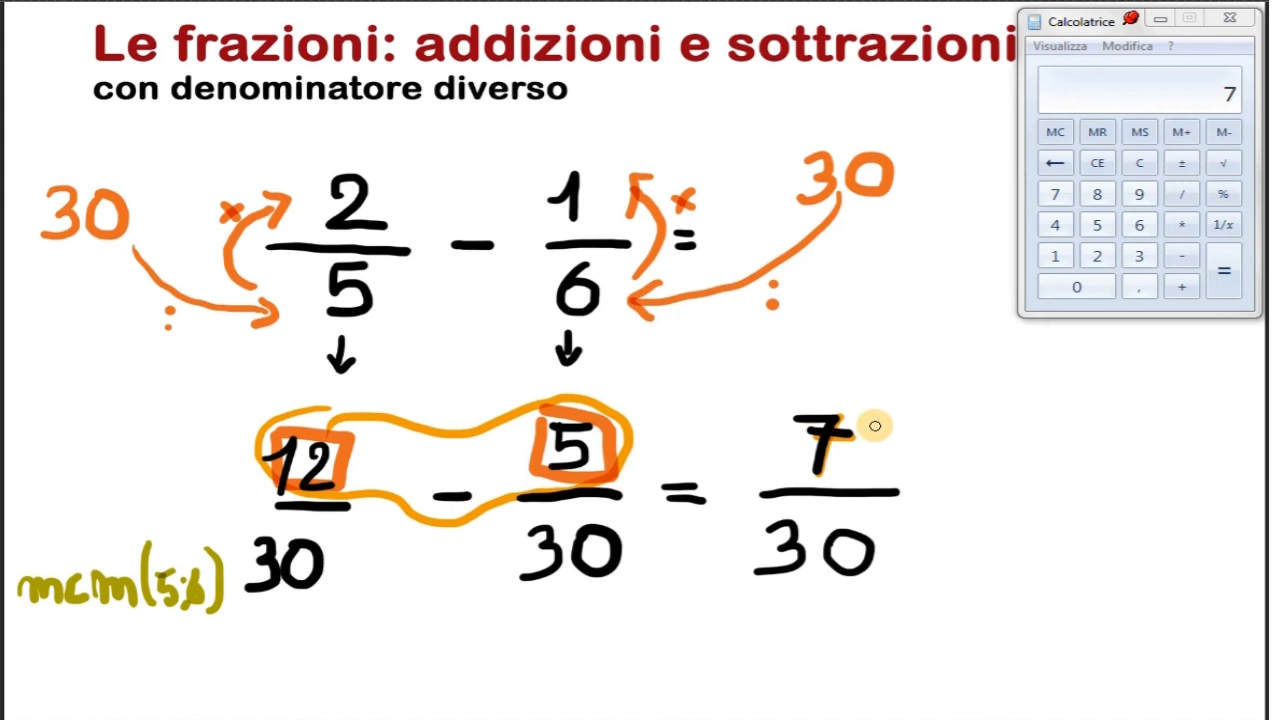 Le frazioni: addizioni e sottrazioni
con denominatore diverso
Calcolatrice
Visualizza Modifica ?
7
MC MR MS M+ M-
← CE C ± √
7 8 9 / %
4 5 6 * 1/x
1 2 3 - =
0 , +
30 x 2/5 - 1/6 x = 30
: :
↓ ↓
12/30 - 5/30 = 7/30
mcm(5;6)